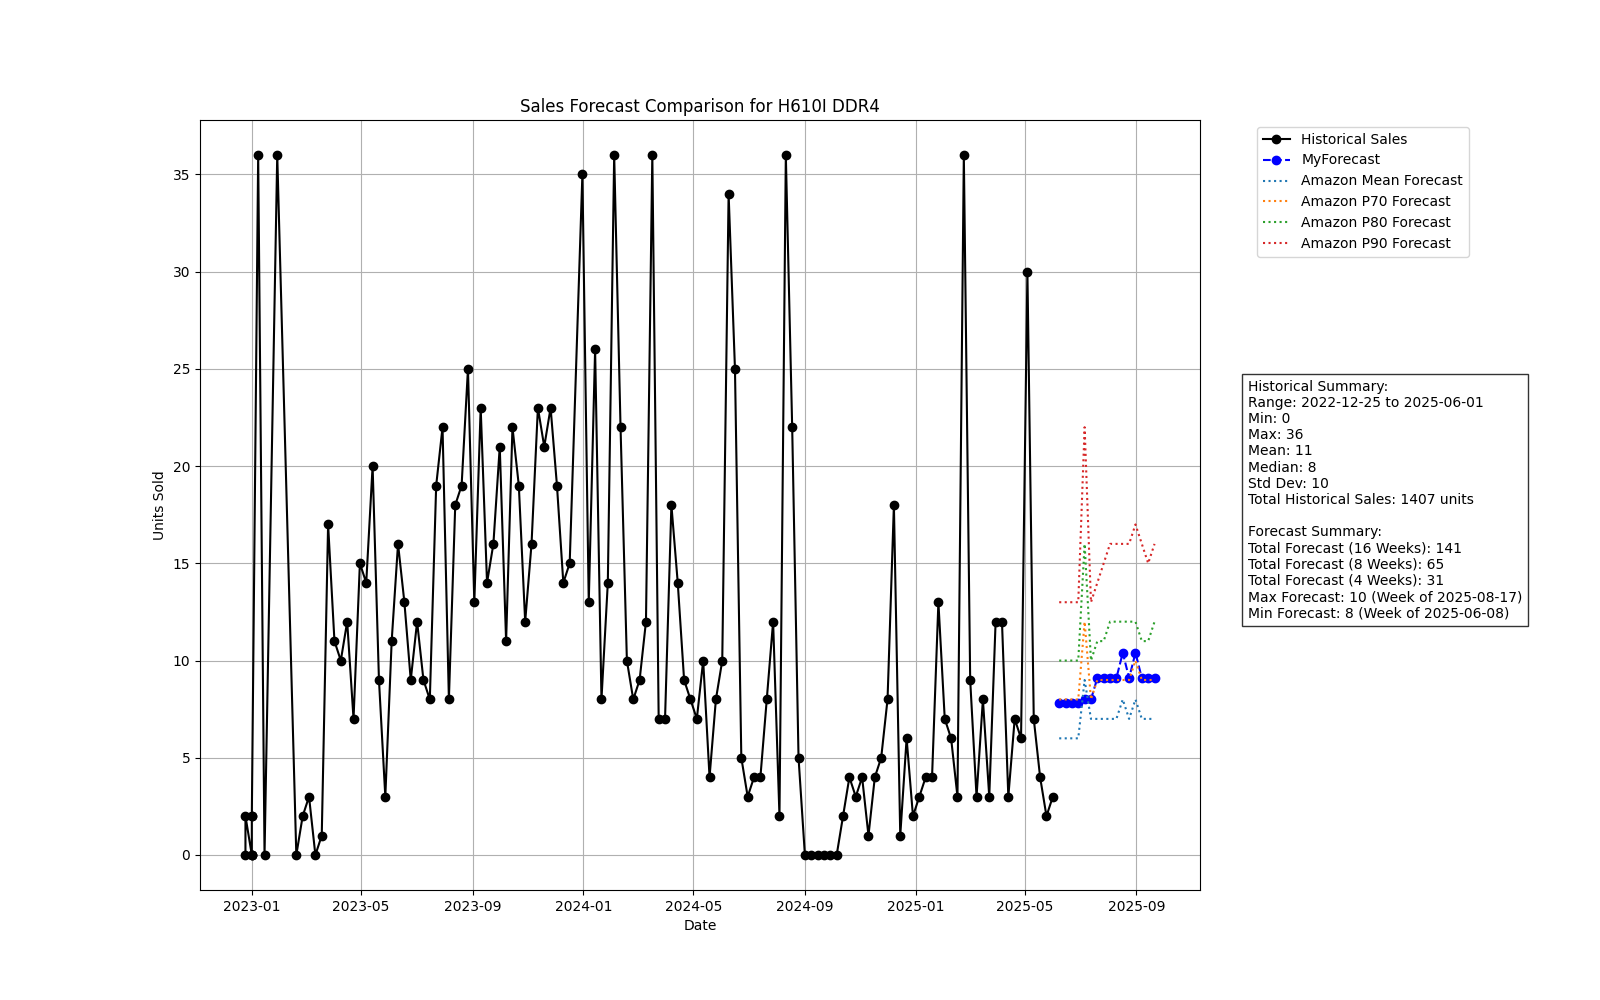 Sales Forecast Comparison for H610I DDR4
Units Sold
35
30
25
20
15
10
5
0
2023-01
2023-05
2023-09
2024-01
2024-05
2024-09
2025-01
2025-05
2025-09
Date
Historical Sales
MyForecast
Amazon Mean Forecast
Amazon P70 Forecast
Amazon P80 Forecast
Amazon P90 Forecast
Historical Summary:
Range: 2022-12-25 to 2025-06-01
Min: 0
Max: 36
Mean: 11
Median: 8
Std Dev: 10
Total Historical Sales: 1407 units
Forecast Summary:
Total Forecast (16 Weeks): 141
Total Forecast (8 Weeks): 65
Total Forecast (4 Weeks): 31
Max Forecast: 10 (Week of 2025-08-17)
Min Forecast: 8 (Week of 2025-06-08)